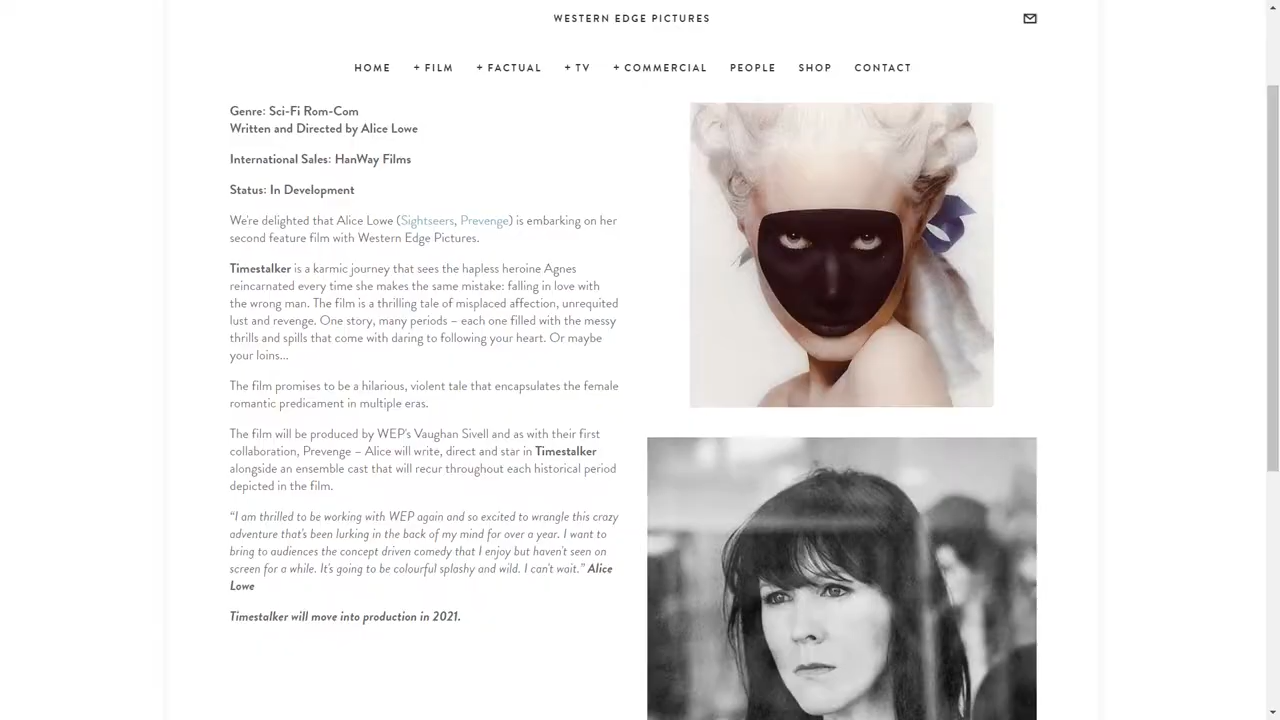 WESTERN EDGE PICTURES
HOME + FILM + FACTUAL + TV + COMMERCIAL PEOPLE SHOP CONTACT
Genre: Sci-Fi Rom-Com
Written and Directed by Alice Lowe
International Sales: HanWay Films
Status: In Development
We're delighted that Alice Lowe (Sightseers, Prevenge) is embarking on her
second feature film with Western Edge Pictures.
Timestalker is a karmic journey that sees the hapless heroine Agnes
reincarnated every time she makes the same mistake: falling in love with
the wrong man. The film is a thrilling tale of misplaced affection, unrequited
lust and revenge. One story, many periods – each one filled with the messy
thrills and spills that come with daring to following your heart. Or maybe
your loins...
The film promises to be a hilarious, violent tale that encapsulates the female
romantic predicament in multiple eras.
The film will be produced by WEP's Vaughan Sivell and as with their first
collaboration, Prevenge – Alice will write, direct and star in Timestalker
alongside an ensemble cast that will recur throughout each historical period
depicted in the film.
“I am thrilled to be working with WEP again and so excited to wrangle this crazy
adventure that's been lurking in the back of my mind for over a year. I want to
bring to audiences the concept driven comedy that I enjoy but haven't seen on
screen for a while. It's going to be colourful splashy and wild. I can't wait.” Alice
Lowe
Timestalker will move into production in 2021.